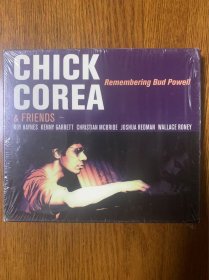 CHICK
COREA
Remembering Bud Powell
& FRIENDS ~
ROY HAYNES KENNY GARRETT CHRISTIAN MCBRIDE JOSHUA REDMAN WALLACE RONEY